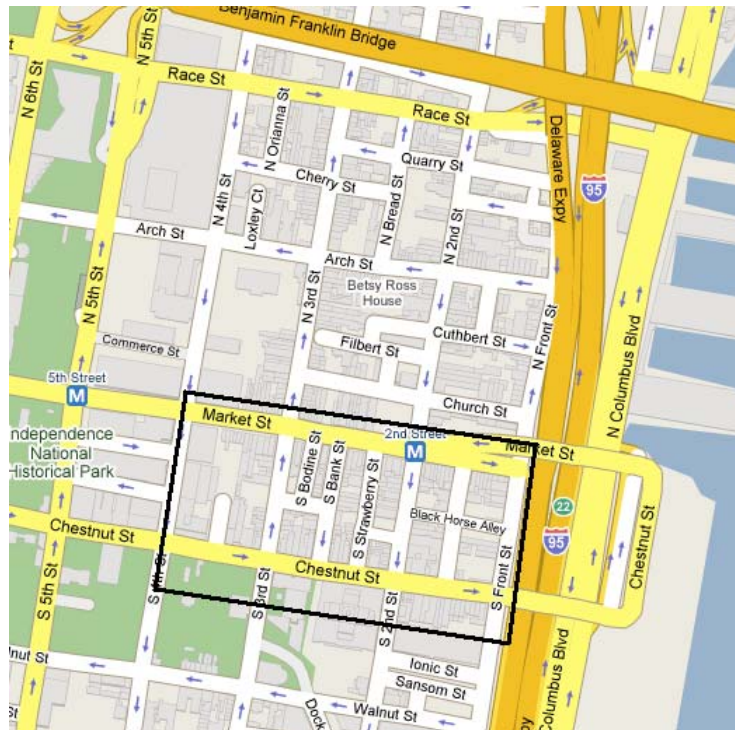 Benjamin Franklin Bridge
N 5th St
N 6th St
Race St
N Orianna St
Race St
Delaware Expy
Quarry St
Cherry St
95
N 4th St
Loxley Ct
N Bread St
N 2nd St
Arch St
Arch St
N 5th St
N 3rd St
Betsy Ross
House
Commerce St
Filbert St
Cuthbert St
N Front St
N Columbus Blvd
5th Street
M
Church St
Market St
2nd Street
M
Market St
Independence
National
Historical Park
S Bodine St
S Bank St
S Strawberry St
Black Horse Alley
22
95
Chestnut St
Chestnut St
Chestnut St
S 5th St
S 4th St
S 3rd St
S 2nd St
S Front St
Ionic St
Sansom St
Walnut St
Dock
Columbus Blvd
lnut St
py